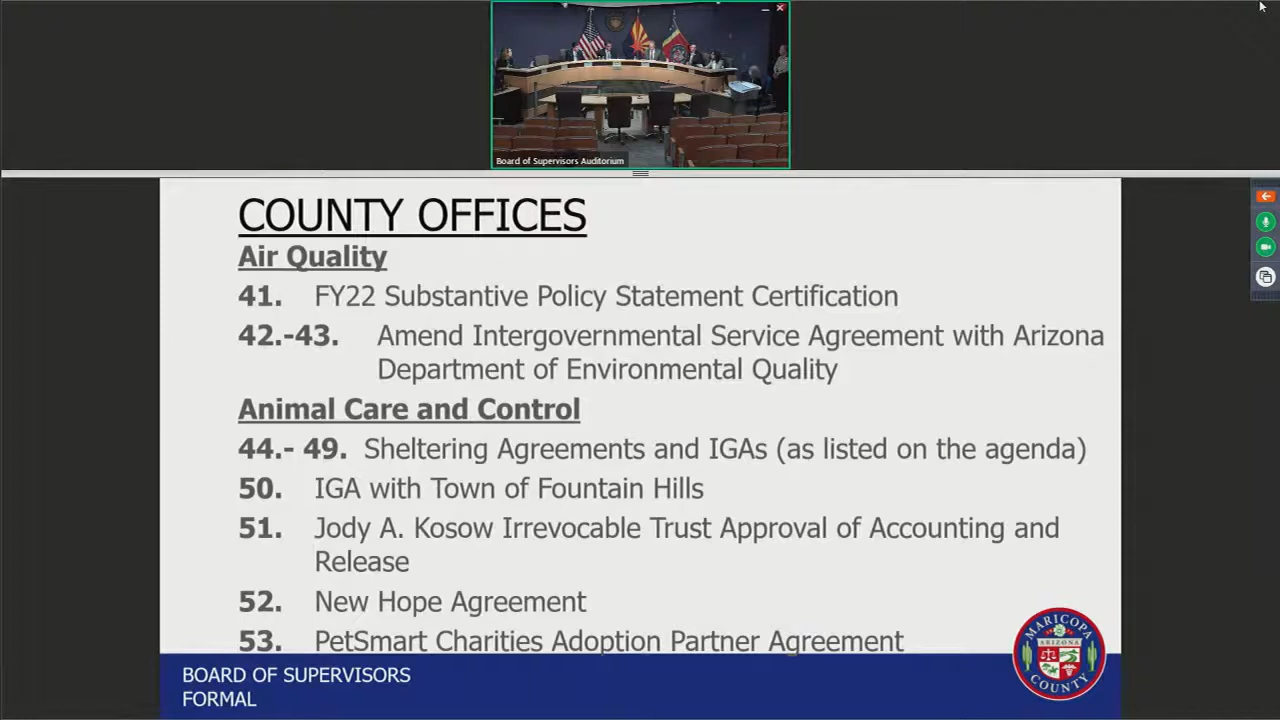 Board of Supervisors Auditorium
COUNTY OFFICES
Air Quality
41. FY22 Substantive Policy Statement Certification
42.-43. Amend Intergovernmental Service Agreement with Arizona
Department of Environmental Quality
Animal Care and Control
44.- 49. Sheltering Agreements and IGAs (as listed on the agenda)
50. IGA with Town of Fountain Hills
51. Jody A. Kosow Irrevocable Trust Approval of Accounting and
Release
52. New Hope Agreement
53. PetSmart Charities Adoption Partner Agreement
BOARD OF SUPERVISORS
FORMAL
MARICOPA
ARIZONA
COUNTY